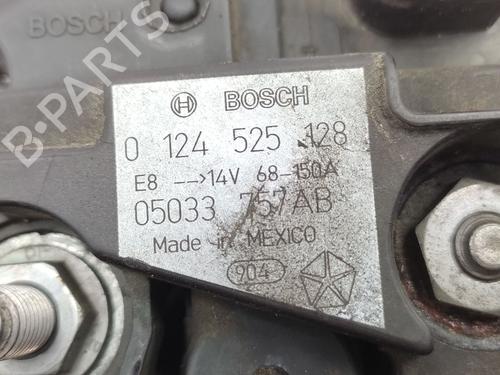 BOSCH
BOSCH
0 124 525 128
E8 -->14V 68-150A
05033 757AB
Made in MEXICO
904
B-PARTS